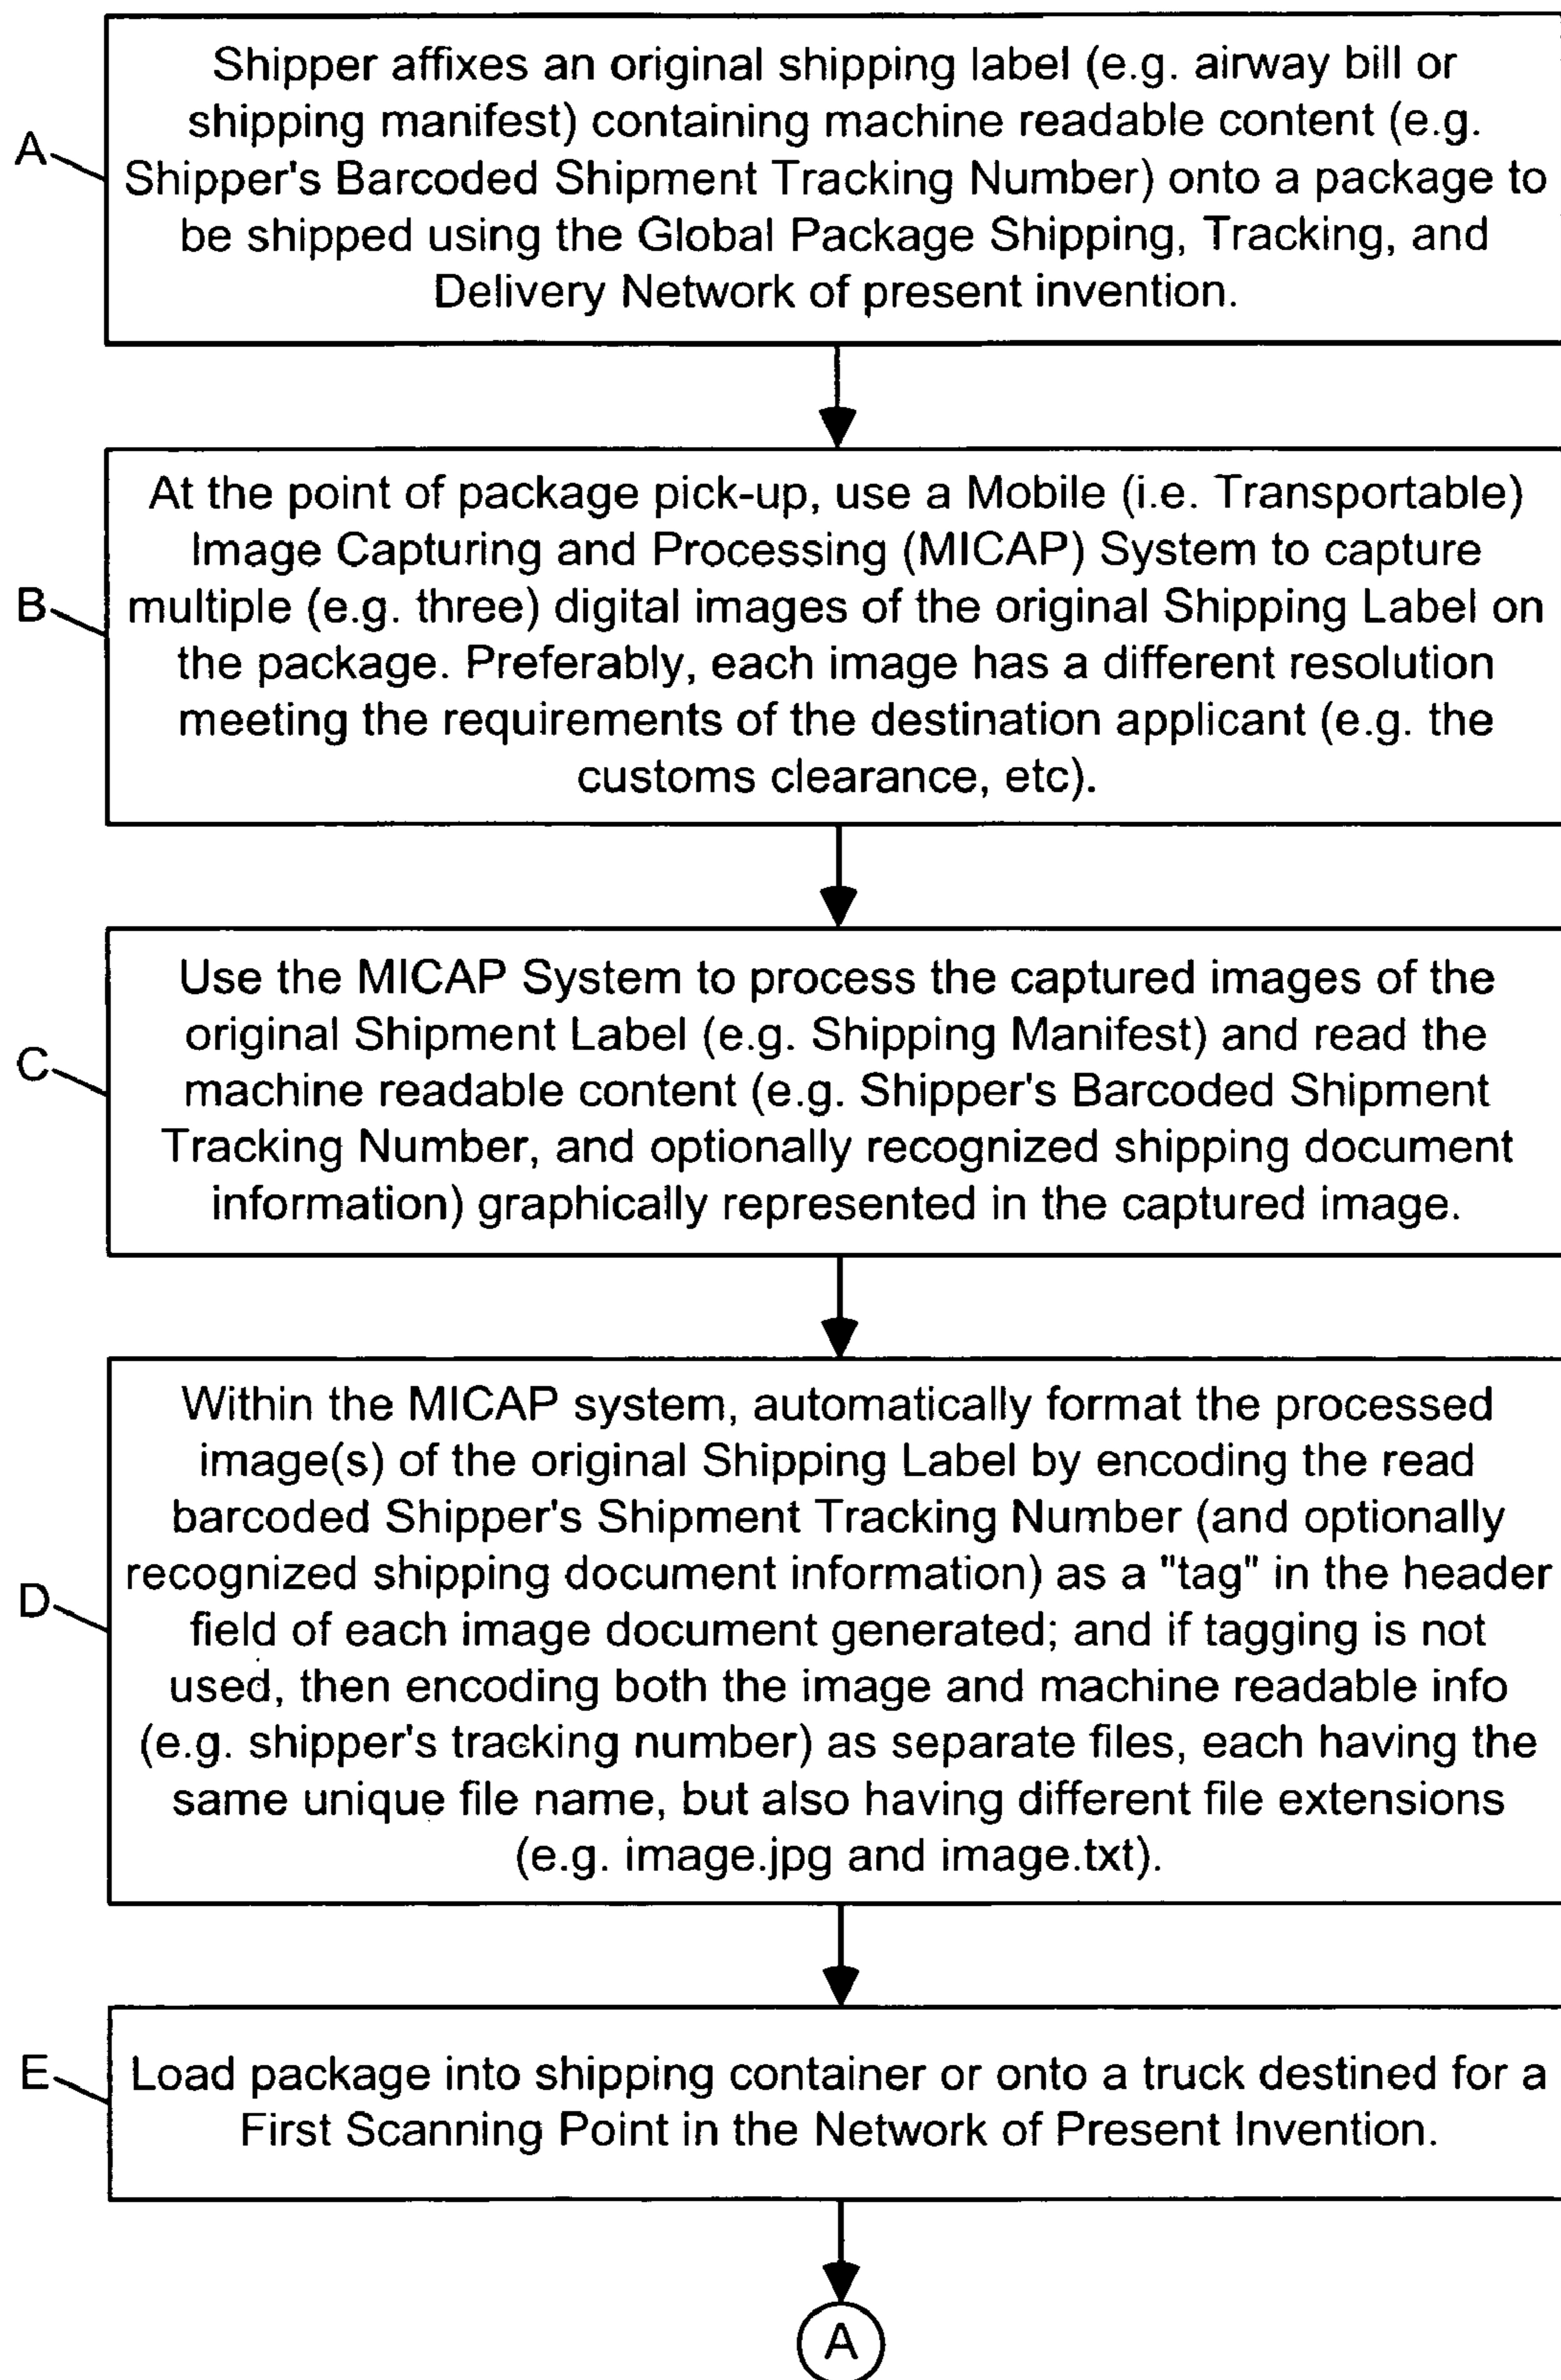 Shipper affixes an original shipping label (e.g. airway bill or
shipping manifest) containing machine readable content (e.g.
A
Shipper's Barcoded Shipment Tracking Number) onto a package to
be shipped using the Global Package Shipping, Tracking, and
Delivery Network of present invention.
At the point of package pick-up, use a Mobile (i.e. Transportable)
Image Capturing and Processing (MICAP) System to capture
B
multiple (e.g. three) digital images of the original Shipping Label on
the package. Preferably, each image has a different resolution
meeting the requirements of the destination applicant (e.g. the
customs clearance, etc).
Use the MICAP System to process the captured images of the
original Shipment Label (e.g. Shipping Manifest) and read the
C
machine readable content (e.g. Shipper's Barcoded Shipment
Tracking Number, and optionally recognized shipping document
information) graphically represented in the captured image.
Within the MICAP system, automatically format the processed
image(s) of the original Shipping Label by encoding the read
barcoded Shipper's Shipment Tracking Number (and optionally
recognized shipping document information) as a "tag" in the header
D
field of each image document generated; and if tagging is not
used, then encoding both the image and machine readable info
(e.g. shipper's tracking number) as separate files, each having the
same unique file name, but also having different file extensions
(e.g. image.jpg and image.txt).
E
Load package into shipping container or onto a truck destined for a
First Scanning Point in the Network of Present Invention.
A